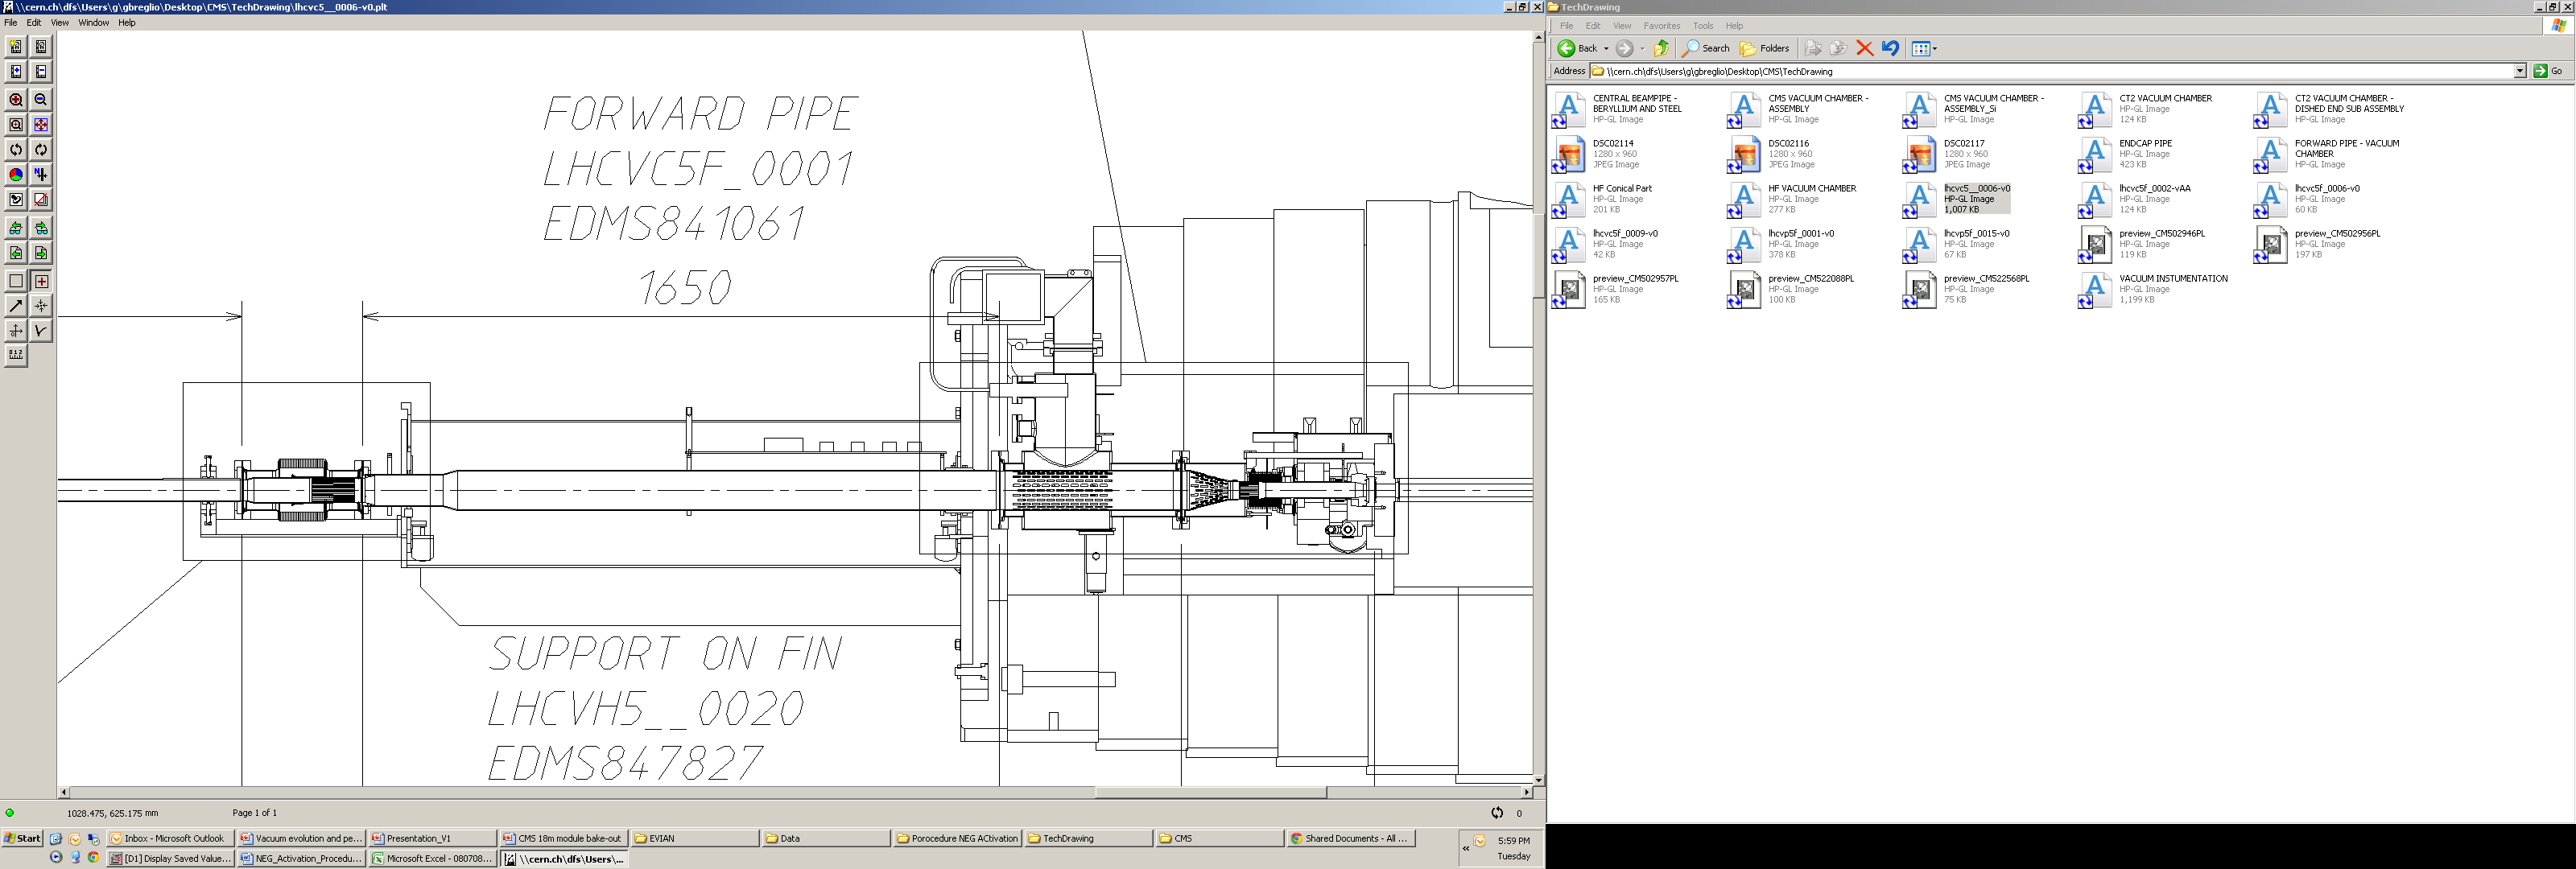 \\cern.ch\dfs\Users\g\gbreglio\Desktop\CMS\TechDrawing\lhcvc5__0006-v0.plt
File Edit View Window Help
FORWARD PIPE
LHCVC5F_0001
EDMS841061
1650
SUPPORT ON FIN
LHCVH5__0020
EDMS847827
1028.475, 625.175 mm
Page 1 of 1
0
TechDrawing
File Edit View Favorites Tools Help
Back Search Folders
Address \\cern.ch\dfs\Users\g\gbreglio\Desktop\CMS\TechDrawing Go
CENTRAL BEAMPIPE -
BERYLLIUM AND STEEL
HP-GL Image
CMS VACUUM CHAMBER -
ASSEMBLY
HP-GL Image
CMS VACUUM CHAMBER -
ASSEMBLY_Si
HP-GL Image
CT2 VACUUM CHAMBER
HP-GL Image
124 KB
CT2 VACUUM CHAMBER -
DISHED END SUB ASSEMBLY
HP-GL Image
DSC02114
1280 x 960
JPEG Image
DSC02116
1280 x 960
JPEG Image
DSC02117
1280 x 960
JPEG Image
ENDCAP PIPE
HP-GL Image
423 KB
FORWARD PIPE - VACUUM
CHAMBER
HP-GL Image
HF Conical Part
HP-GL Image
201 KB
HF VACUUM CHAMBER
HP-GL Image
277 KB
lhcvc5__0006-v0
HP-GL Image
1,007 KB
lhcvc5f_0002-vAA
HP-GL Image
124 KB
lhcvc5f_0006-v0
HP-GL Image
60 KB
lhcvc5f_0009-v0
HP-GL Image
42 KB
lhcvp5f_0001-v0
HP-GL Image
378 KB
lhcvp5f_0015-v0
HP-GL Image
67 KB
preview_CM502946PL
HP-GL Image
119 KB
preview_CM502956PL
HP-GL Image
197 KB
preview_CM502957PL
HP-GL Image
165 KB
preview_CM522088PL
HP-GL Image
100 KB
preview_CM522568PL
HP-GL Image
75 KB
VACUUM INSTUMENTATION
HP-GL Image
1,199 KB
Start
Inbox - Microsoft Outlook
Vacuum evolution and pe...
Presentation_V1
CMS 18m module bake-out
EVIAN
Data
Porocedure NEG ACtivation
TechDrawing
CMS
Shared Documents - All ...
5:59 PM
[D1] Display Saved Value...
NEG_Activation_Procedu...
Microsoft Excel - 080708...
\\cern.ch\dfs\Users\...
Tuesday